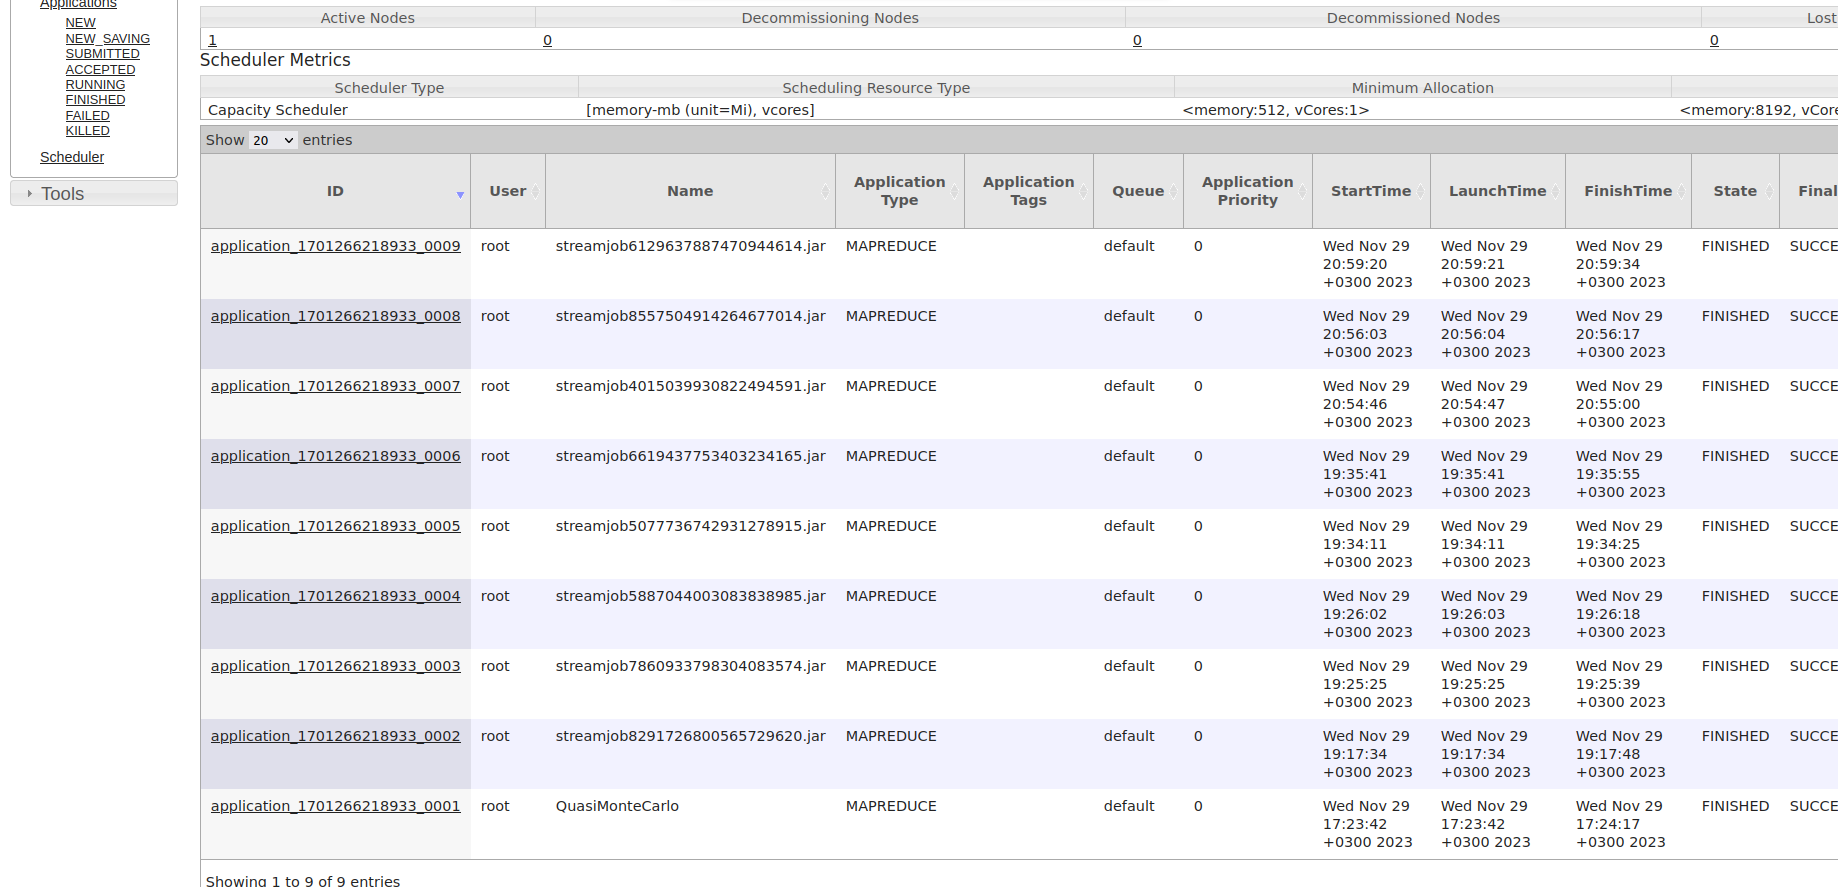 Applications
NEW
NEW_SAVING
SUBMITTED
ACCEPTED
RUNNING
FINISHED
FAILED
KILLED
Scheduler
Tools
Active Nodes Decommissioning Nodes Decommissioned Nodes Lost
1 0 0 0
Scheduler Metrics
Scheduler Type Scheduling Resource Type Minimum Allocation
Capacity Scheduler [memory-mb (unit=Mi), vcores] <memory:512, vCores:1> <memory:8192, vCore
Show 20 entries
ID User Name Application Type Application Tags Queue Application Priority StartTime LaunchTime FinishTime State Final
application_1701266218933_0009 root streamjob6129637887470944614.jar MAPREDUCE default 0 Wed Nov 29 20:59:20 +0300 2023 Wed Nov 29 20:59:21 +0300 2023 Wed Nov 29 20:59:34 +0300 2023 FINISHED SUCCE
application_1701266218933_0008 root streamjob8557504914264677014.jar MAPREDUCE default 0 Wed Nov 29 20:56:03 +0300 2023 Wed Nov 29 20:56:04 +0300 2023 Wed Nov 29 20:56:17 +0300 2023 FINISHED SUCCE
application_1701266218933_0007 root streamjob4015039930822494591.jar MAPREDUCE default 0 Wed Nov 29 20:54:46 +0300 2023 Wed Nov 29 20:54:47 +0300 2023 Wed Nov 29 20:55:00 +0300 2023 FINISHED SUCCE
application_1701266218933_0006 root streamjob6619437753403234165.jar MAPREDUCE default 0 Wed Nov 29 19:35:41 +0300 2023 Wed Nov 29 19:35:41 +0300 2023 Wed Nov 29 19:35:55 +0300 2023 FINISHED SUCCE
application_1701266218933_0005 root streamjob5077736742931278915.jar MAPREDUCE default 0 Wed Nov 29 19:34:11 +0300 2023 Wed Nov 29 19:34:11 +0300 2023 Wed Nov 29 19:34:25 +0300 2023 FINISHED SUCCE
application_1701266218933_0004 root streamjob5887044003083838985.jar MAPREDUCE default 0 Wed Nov 29 19:26:02 +0300 2023 Wed Nov 29 19:26:03 +0300 2023 Wed Nov 29 19:26:18 +0300 2023 FINISHED SUCCE
application_1701266218933_0003 root streamjob7860933798304083574.jar MAPREDUCE default 0 Wed Nov 29 19:25:25 +0300 2023 Wed Nov 29 19:25:25 +0300 2023 Wed Nov 29 19:25:39 +0300 2023 FINISHED SUCCE
application_1701266218933_0002 root streamjob8291726800565729620.jar MAPREDUCE default 0 Wed Nov 29 19:17:34 +0300 2023 Wed Nov 29 19:17:34 +0300 2023 Wed Nov 29 19:17:48 +0300 2023 FINISHED SUCCE
application_1701266218933_0001 root QuasiMonteCarlo MAPREDUCE default 0 Wed Nov 29 17:23:42 +0300 2023 Wed Nov 29 17:23:42 +0300 2023 Wed Nov 29 17:24:17 +0300 2023 FINISHED SUCCE
Showing 1 to 9 of 9 entries